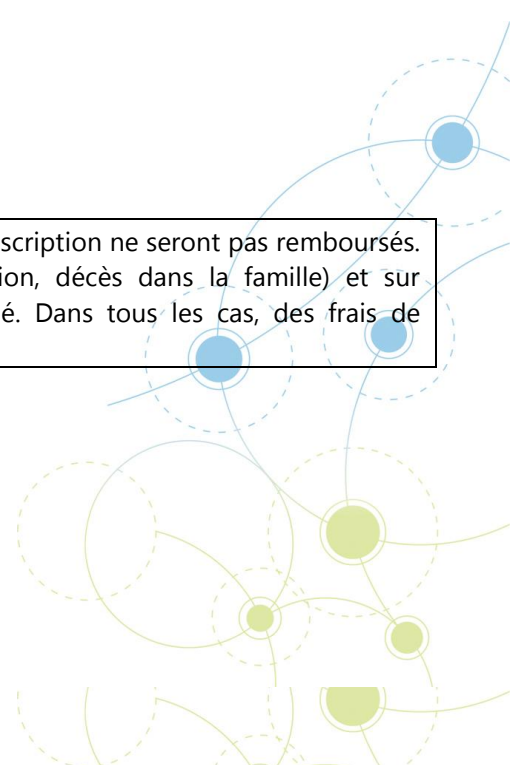 scription ne seront pas remboursés.
ion, décès dans la famille) et sur
é. Dans tous les cas, des frais de